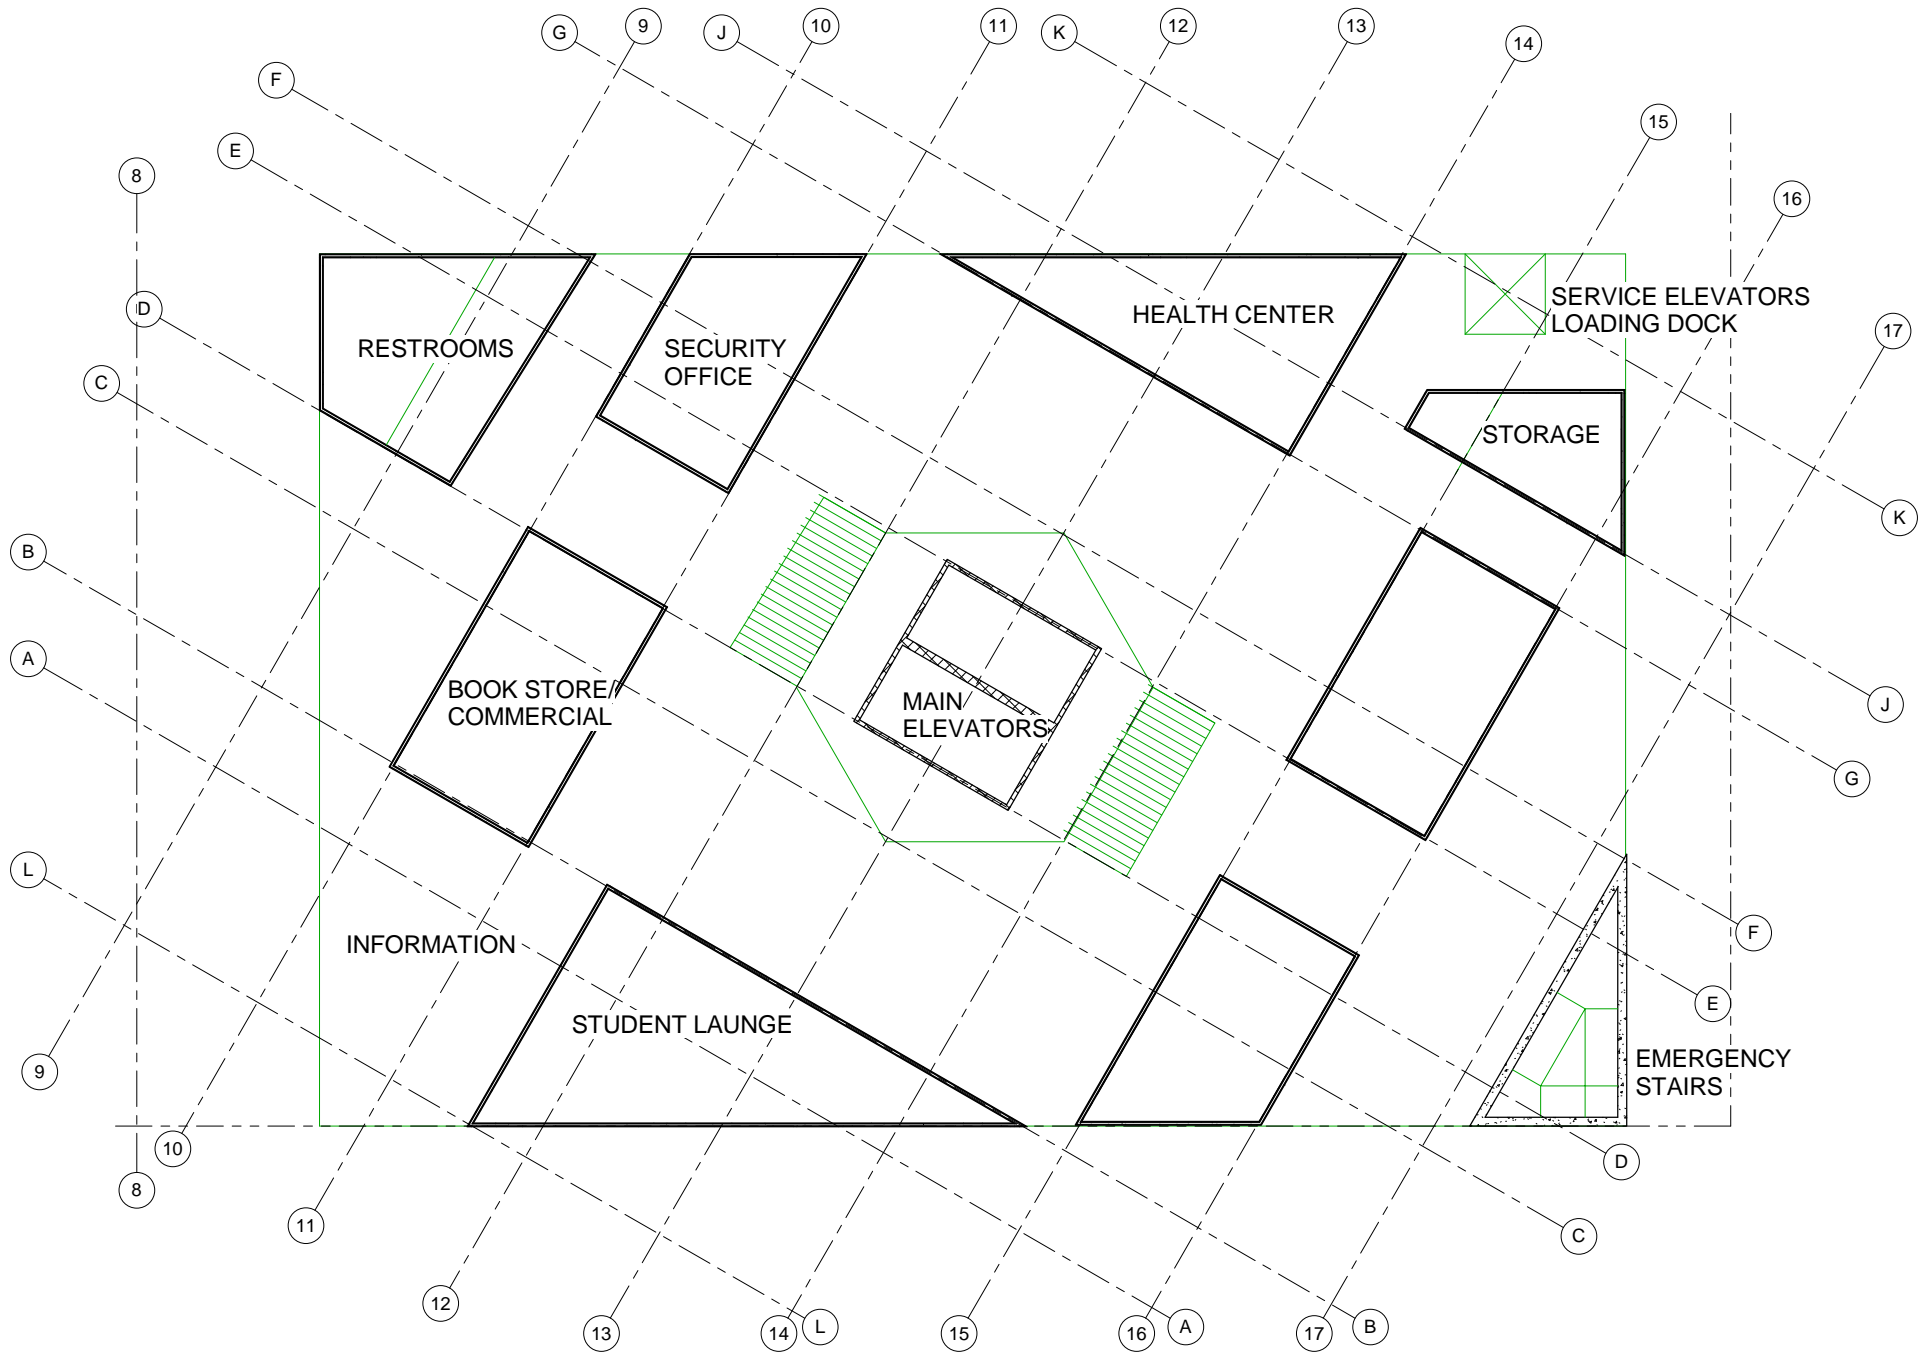 9
10
11
12
13
14
G
J
K
F
15
E
8
16
SERVICE ELEVATORS
LOADING DOCK
D
HEALTH CENTER
17
RESTROOMS
SECURITY
OFFICE
C
STORAGE
K
B
A
BOOK STORE/
COMMERCIAL
MAIN
ELEVATORS
J
G
L
INFORMATION
F
STUDENT LAUNGE
E
9
EMERGENCY
STAIRS
10
D
8
11
C
12
13
14
L
15
16
A
17
B